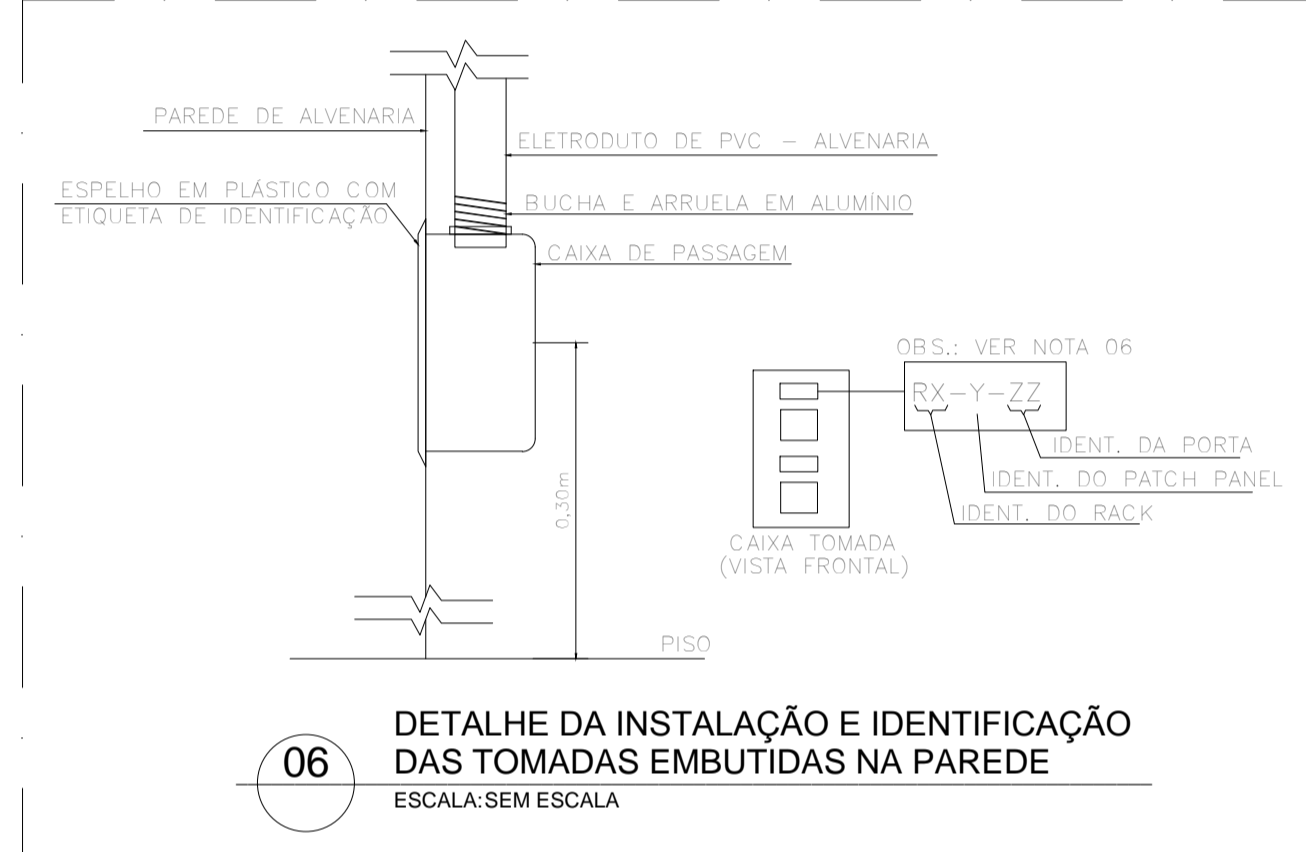 PAREDE DE ALVENARIA
ELETRODUTO DE PVC – ALVENARIA
ESPELHO EM PLÁSTICO COM
ETIQUETA DE IDENTIFICAÇÃO
BUCHA E ARRUELA EM ALUMÍNIO
CAIXA DE PASSAGEM
OBS.: VER NOTA 06
RX-Y-ZZ
IDENT. DA PORTA
IDENT. DO PATCH PANEL
IDENT. DO RACK
0,30m
CAIXA TOMADA
(VISTA FRONTAL)
PISO
06
DETALHE DA INSTALAÇÃO E IDENTIFICAÇÃO
DAS TOMADAS EMBUTIDAS NA PAREDE
ESCALA:SEM ESCALA